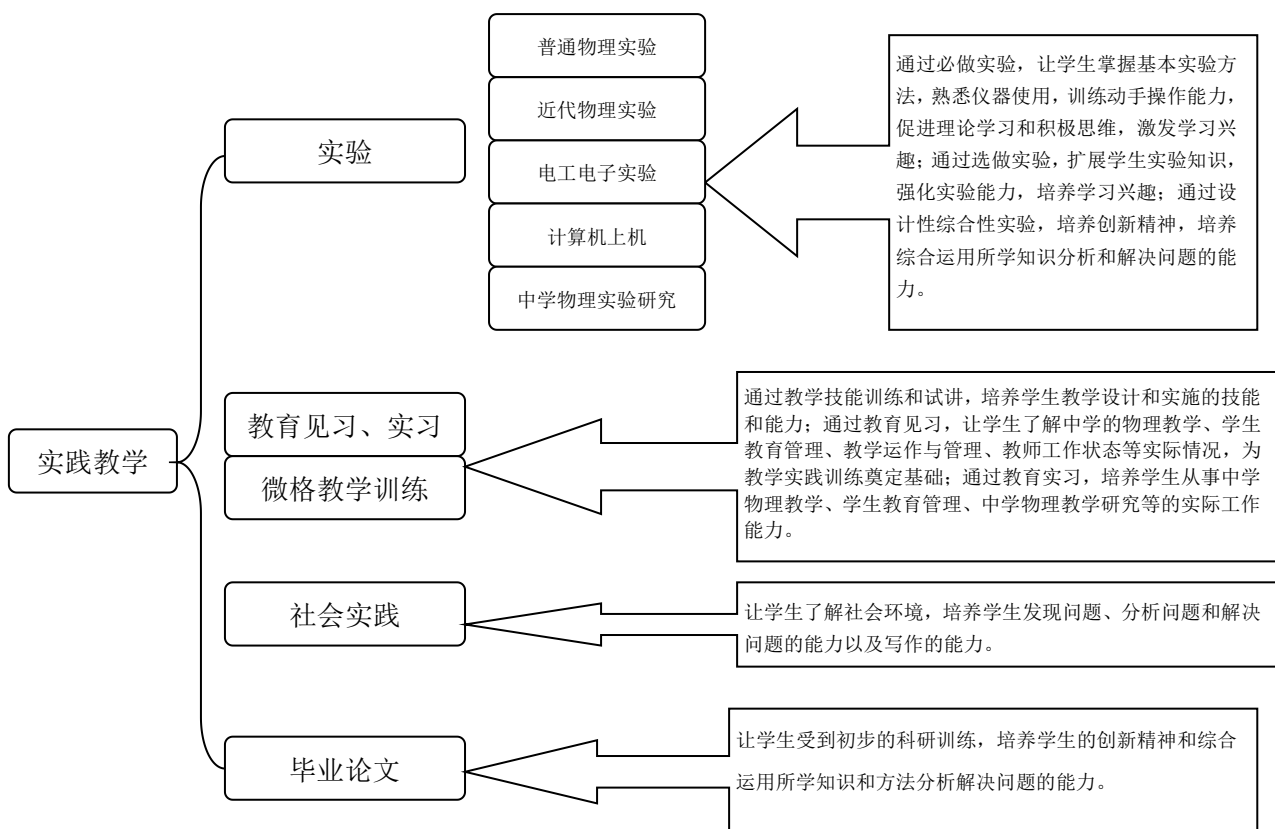 实践教学
实验
普通物理实验
近代物理实验
电工电子实验
计算机上机
中学物理实验研究
通过必做实验，让学生掌握基本实验方
法，熟悉仪器使用，训练动手操作能力，
促进理论学习和积极思维，激发学习兴
趣；通过选做实验，扩展学生实验知识，
强化实验能力，培养学习兴趣；通过设
计性综合性实验，培养创新精神，培养
综合运用所学知识分析和解决问题的能
力。
教育见习、实习
微格教学训练
通过教学技能训练和试讲，培养学生教学设计和实施的技能
和能力；通过教育见习，让学生了解中学的物理教学、学生
教育管理、教学运作与管理、教师工作状态等实际情况，为
教学实践训练奠定基础；通过教育实习，培养学生从事中学
物理教学、学生教育管理、中学物理教学研究等的实际工作
能力。
社会实践
让学生了解社会环境，培养学生发现问题、分析问题和解决
问题的能力以及写作的能力。
毕业论文
让学生受到初步的科研训练，培养学生的创新精神和综合
运用所学知识和方法分析解决问题的能力。